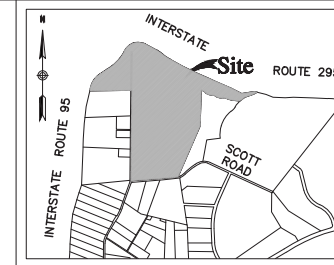 N
INTERSTATE
Site
ROUTE 295
INTERSTATE ROUTE 95
SCOTT
ROAD